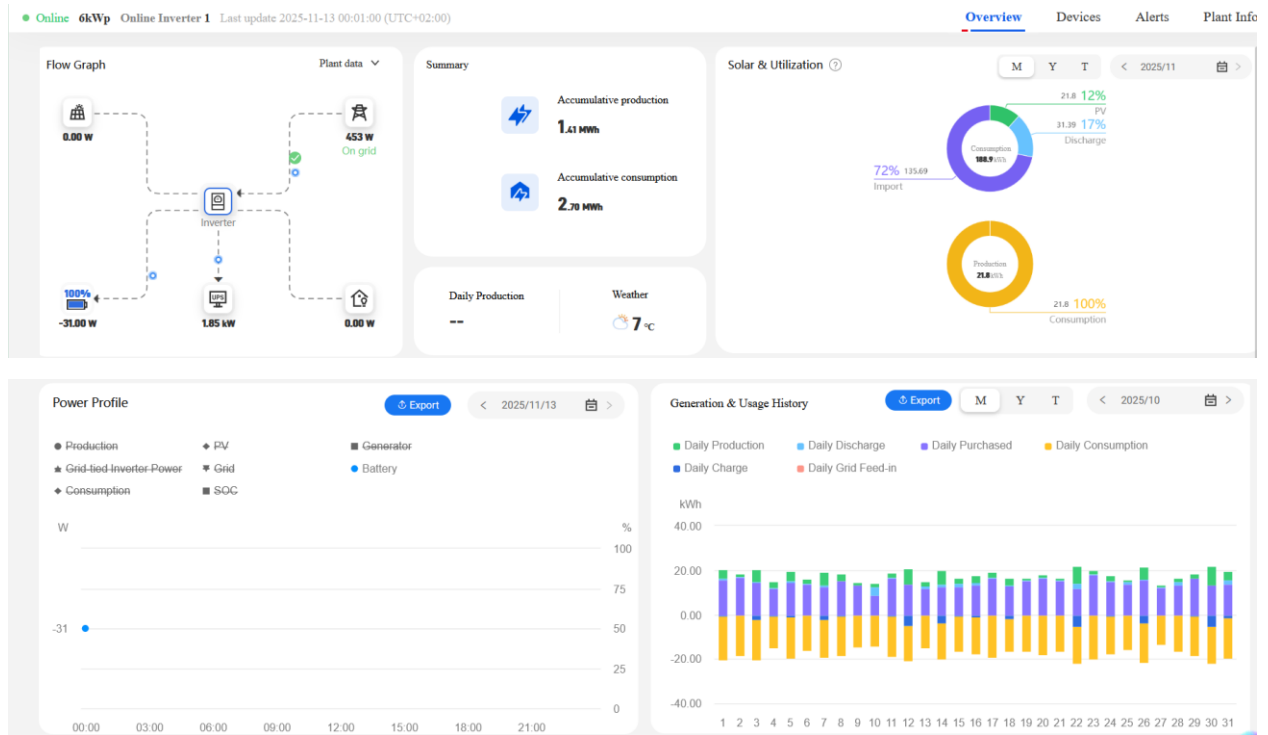 Online 6kWp Online Inverter 1 Last update 2025-11-13 00:01:00 (UTC+02:00)
Overview Devices Alerts Plant Info
Flow Graph
Plant data
0.00 W
453 W
On grid
Inverter
100%
-31.00 W
UPS
1.85 kW
0.00 W
Summary
Accumulative production
1.41 MWh
Accumulative consumption
2.70 MWh
Daily Production
--
Weather
7 °C
Solar & Utilization ?
M Y T < 2025/11 >
21.8 12%
PV
31.39 17%
Discharge
72% 135.69
Import
Consumption
188.9 kWh
Production
21.8 kWh
21.8 100%
Consumption
Power Profile
Export
< 2025/11/13 >
Production PV Generator
Grid-tied Inverter Power Grid Battery
Consumption SOC
W %
100
75
-31 50
25
0
00:00 03:00 06:00 09:00 12:00 15:00 18:00 21:00
Generation & Usage History
Export
M Y T < 2025/10 >
Daily Production Daily Discharge Daily Purchased Daily Consumption
Daily Charge Daily Grid Feed-in
kWh
40.00
20.00
0.00
-20.00
-40.00
1 2 3 4 5 6 7 8 9 10 11 12 13 14 15 16 17 18 19 20 21 22 23 24 25 26 27 28 29 30 31